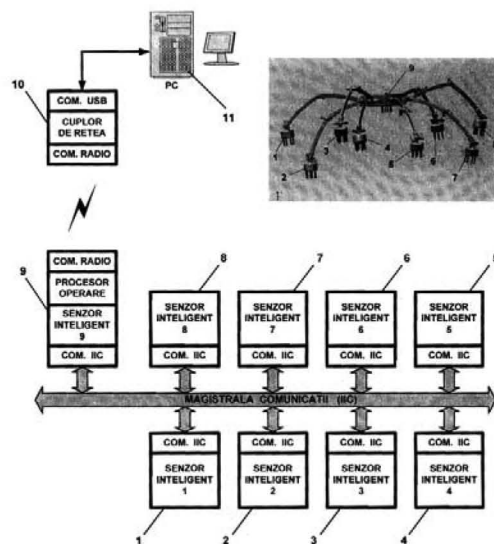 PC
10
COM. USB
CUPLOR
DE RETEA
COM. RADIO
11
9
1
2
3
4
5
6
7
8
9
COM. RADIO
PROCESOR
OPERARE
SENZOR
INTELIGENT
9
COM. IIC
8
SENZOR
INTELIGENT
8
COM. IIC
7
SENZOR
INTELIGENT
7
COM. IIC
6
SENZOR
INTELIGENT
6
COM. IIC
SENZOR
INTELIGENT
5
COM. IIC
MAGISTRALA COMUNICATII (IIC)
COM. IIC
SENZOR
INTELIGENT
1
1
COM. IIC
SENZOR
INTELIGENT
2
2
COM. IIC
SENZOR
INTELIGENT
3
3
COM. IIC
SENZOR
INTELIGENT
4
4